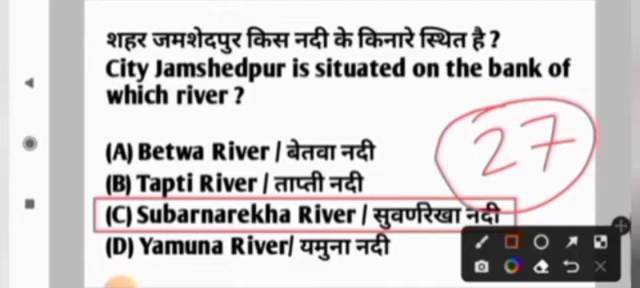 शहर जमशेदपुर किस नदी के किनारे स्थित है ?
City Jamshedpur is situated on the bank of
which river ?
27
(A) Betwa River / बेतवा नदी
(B) Tapti River / ताप्ती नदी
(C) Subarnarekha River / सुवर्णरेखा नदी
(D) Yamuna River/ यमुना नदी